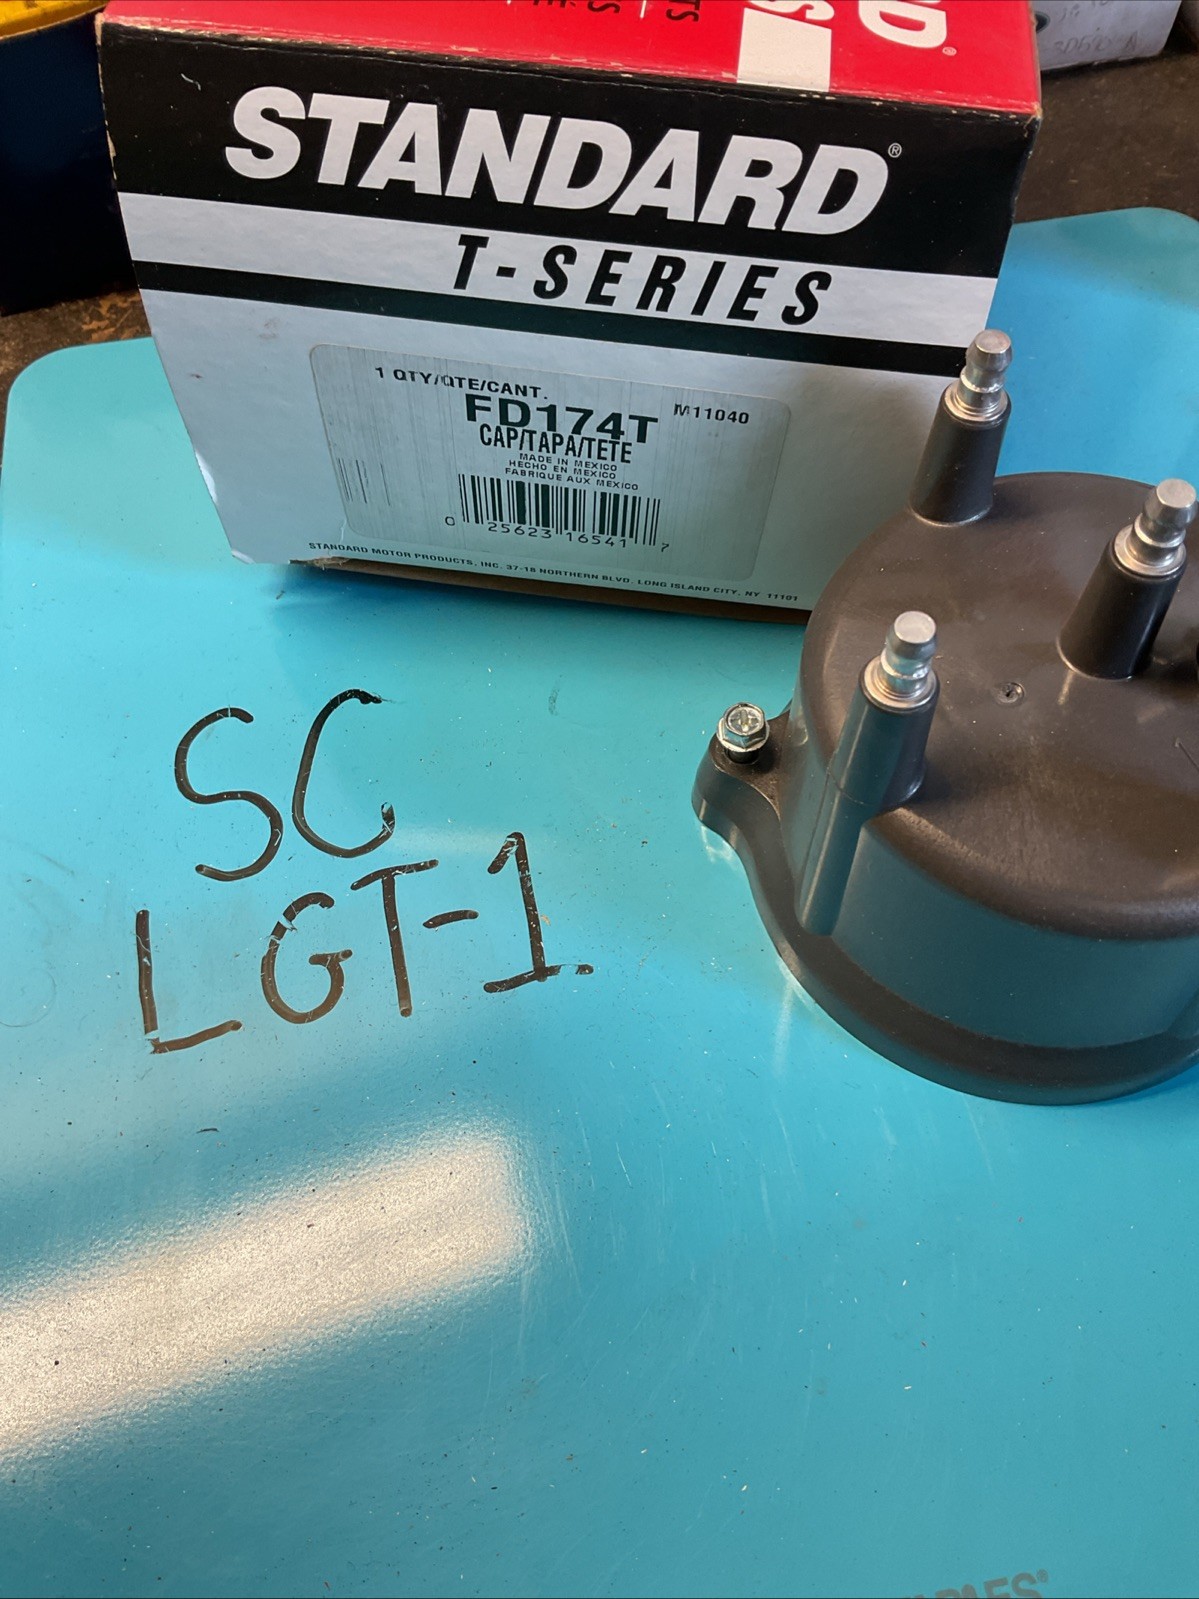 STANDARD®
T-SERIES
1 QTY/QTE/CANT.
FD174T
M11040
CAP/TAPA/TETE
MADE IN MEXICO
HECHO EN MEXICO
FABRIQUE AUX MEXICO
0 25623 16541 7
STANDARD MOTOR PRODUCTS, INC. 37-18 NORTHERN BLVD, LONG ISLAND CITY, NY 11101
SC
LGT-1